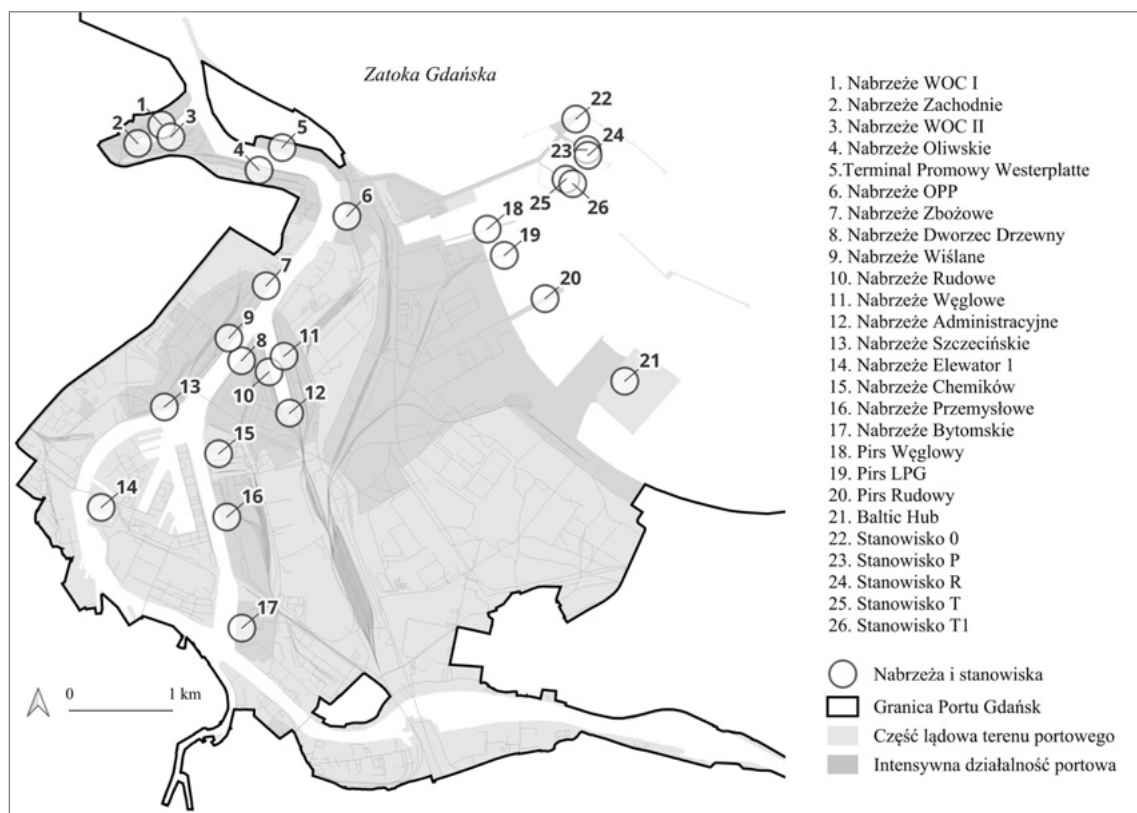 Zatoka Gdańska
1
2
3
4
5
6
7
8
9
10
11
12
13
14
15
16
17
18
19
20
21
22
23
24
25
26
0
1 km
1. Nabrzeże WOC I
2. Nabrzeże Zachodnie
3. Nabrzeże WOC II
4. Nabrzeże Oliwskie
5.Terminal Promowy Westerplatte
6. Nabrzeże OPP
7. Nabrzeże Zbożowe
8. Nabrzeże Dworzec Drzewny
9. Nabrzeże Wiślane
10. Nabrzeże Rudowe
11. Nabrzeże Węglowe
12. Nabrzeże Administracyjne
13. Nabrzeże Szczecińskie
14. Nabrzeże Elewator 1
15. Nabrzeże Chemików
16. Nabrzeże Przemysłowe
17. Nabrzeże Bytomskie
18. Pirs Węglowy
19. Pirs LPG
20. Pirs Rudowy
21. Baltic Hub
22. Stanowisko 0
23. Stanowisko P
24. Stanowisko R
25. Stanowisko T
26. Stanowisko T1
Nabrzeża i stanowiska
Granica Portu Gdańsk
Część lądowa terenu portowego
Intensywna działalność portowa